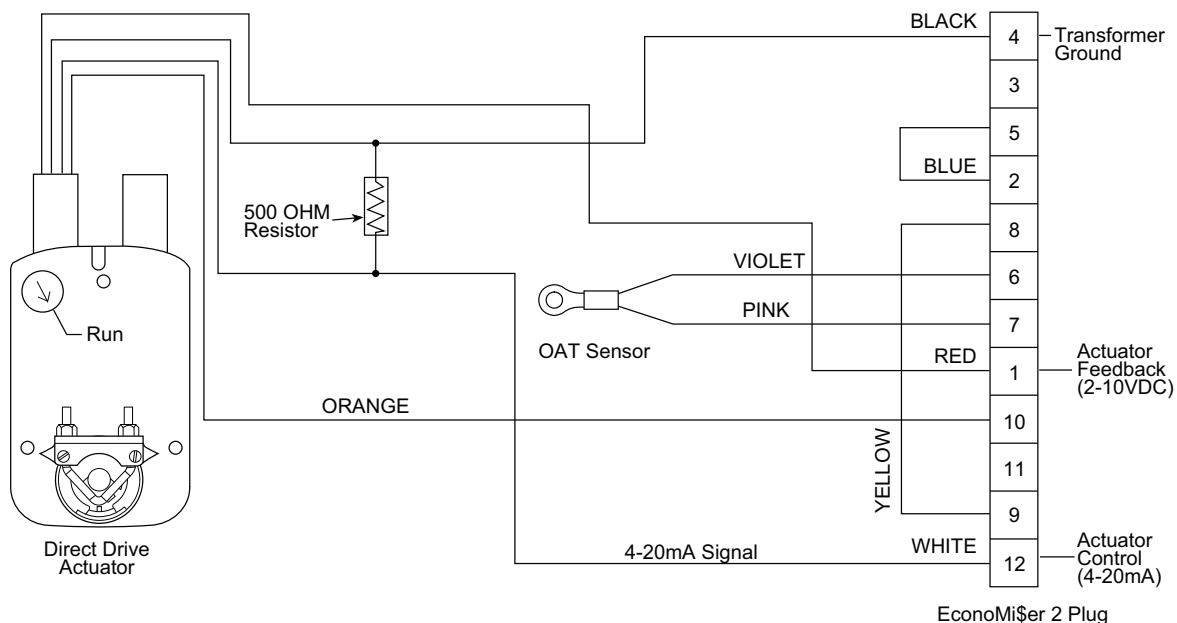 BLACK
4
Transformer
Ground
3
5
BLUE
2
500 OHM
Resistor
8
VIOLET
6
Run
PINK
7
OAT Sensor
RED
1
Actuator
Feedback
(2-10VDC)
ORANGE
10
YELLOW
11
9
Direct Drive
Actuator
4-20mA Signal
WHITE
12
Actuator
Control
(4-20mA)
EconoMi$er 2 Plug